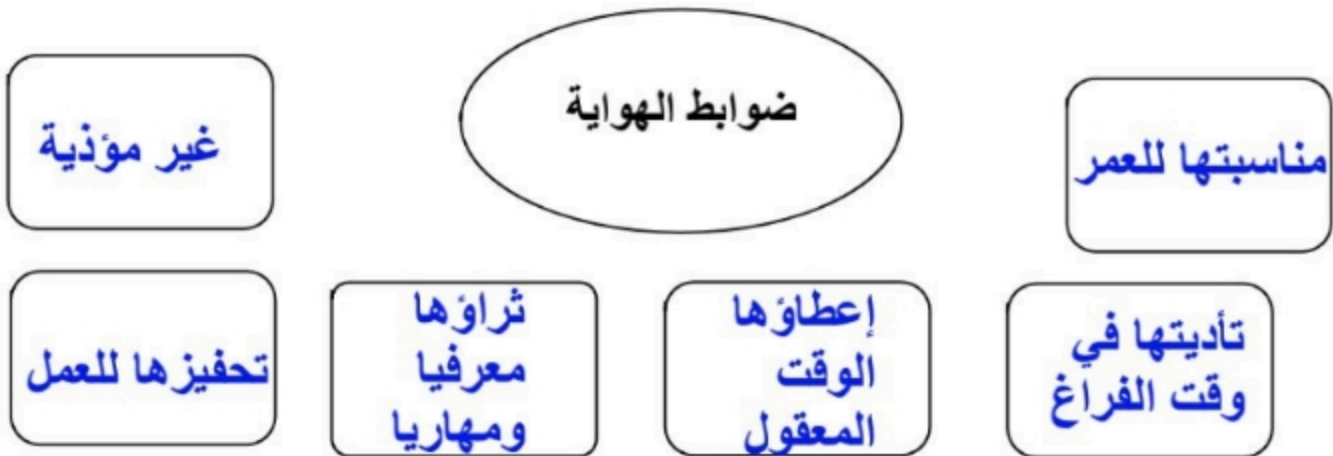 ضوابط الهواية
مناسبتها للعمر
غير مؤذية
تأديتها في
وقت الفراغ
إعطاؤها
الوقت
المعقول
ثراؤها
معرفيا
ومهاريا
تحفيزها للعمل